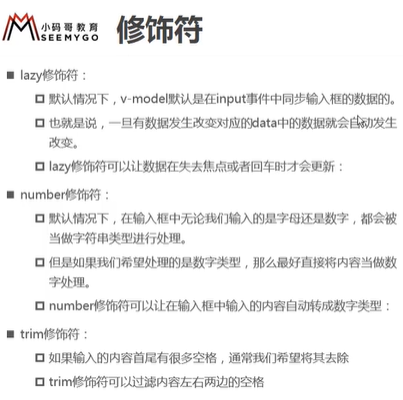 小码哥教育
SEEMYGO
修饰符
lazy修饰符：
默认情况下，v-model默认是在input事件中同步输入框的数据的。
也就是说，一旦有数据发生改变对应的data中的数据就会自动发生
改变。
lazy修饰符可以让数据在失去焦点或者回车时才会更新：
number修饰符：
默认情况下，在输入框中无论我们输入的是字母还是数字，都会被
当做字符串类型进行处理。
但是如果我们希望处理的是数字类型，那么最好直接将内容当做数
字处理。
number修饰符可以让在输入框中输入的内容自动转成数字类型：
trim修饰符：
如果输入的内容首尾有很多空格，通常我们希望将其去除
trim修饰符可以过滤内容左右两边的空格